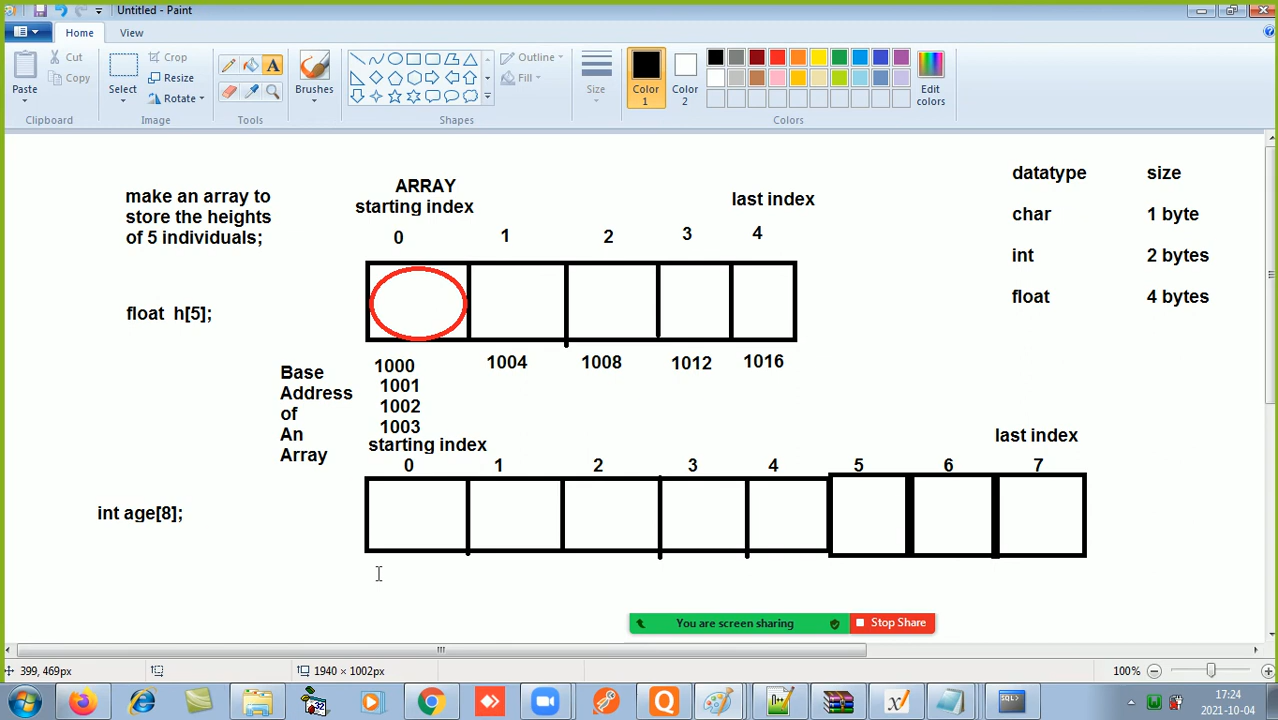 Untitled - Paint
Home
View
Paste
Cut
Copy
Clipboard
Select
Crop
Resize
Rotate
Image
Tools
Brushes
Outline
Fill
Shapes
Size
Color 1
Color 2
Edit colors
Colors
make an array to
store the heights
of 5 individuals;
ARRAY
starting index
last index
0 1 2 3 4
float h[5];
1000 1004 1008 1012 1016
1001
1002
1003
Base
Address
of
An
Array
datatype size
char 1 byte
int 2 bytes
float 4 bytes
starting index
last index
0 1 2 3 4 5 6 7
int age[8];
You are screen sharing
Stop Share
399, 469px
1940 × 1002px
100%
17:24
2021-10-04